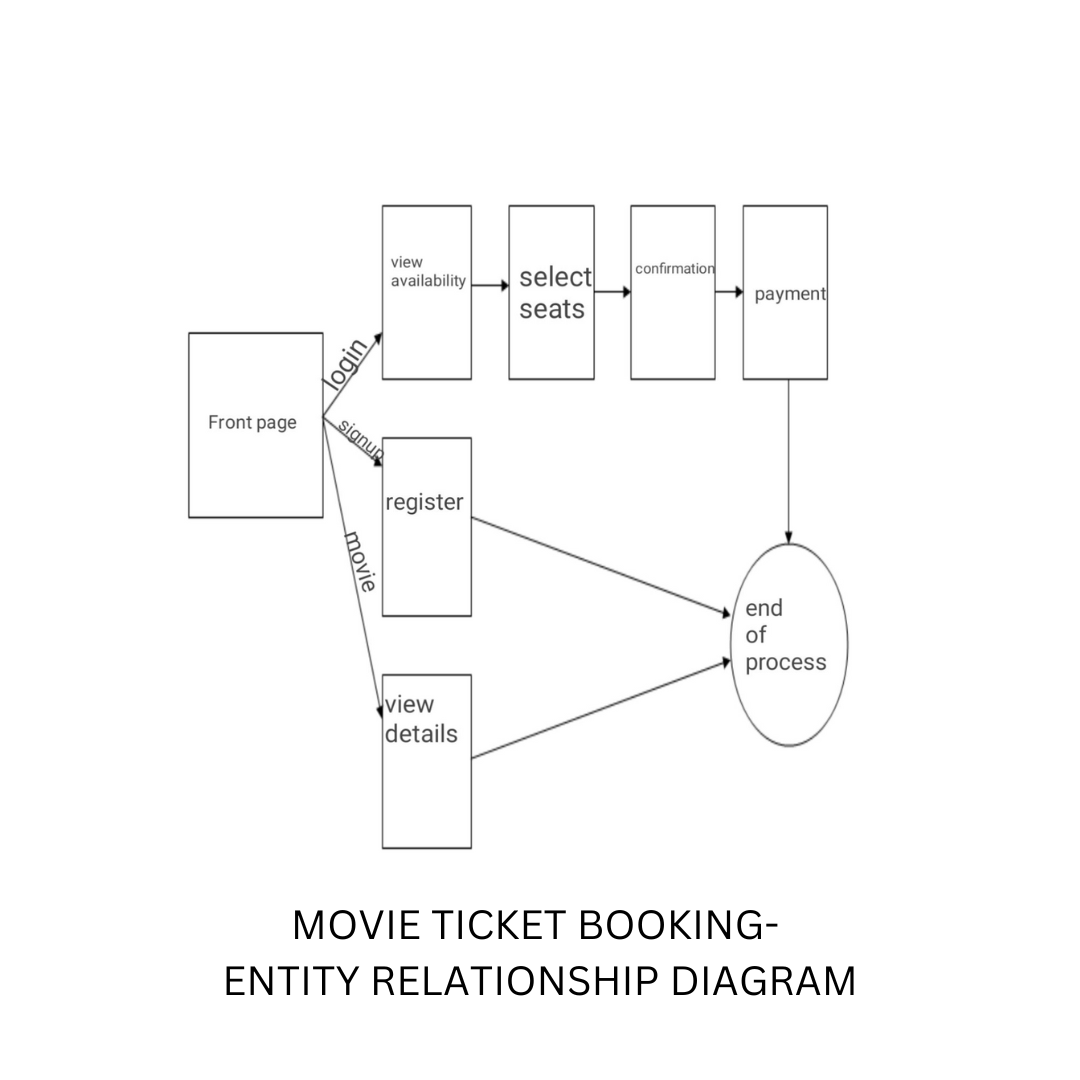 view
availability
select
seats
confirmation
payment
login
Front page
signup
register
movie
end
of
process
view
details
MOVIE TICKET BOOKING-
ENTITY RELATIONSHIP DIAGRAM